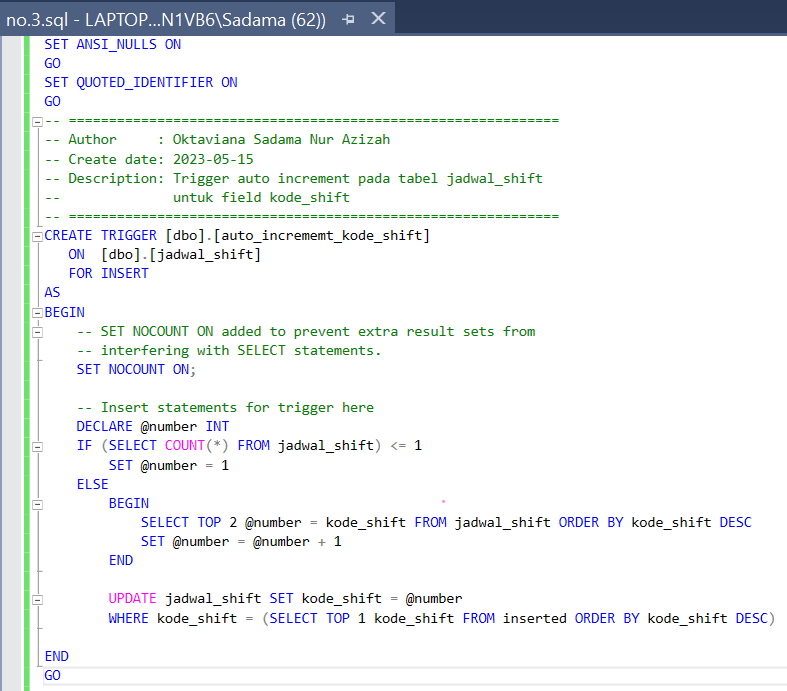 no.3.sql - LAPTOP...N1VB6\Sadama (62))
SET ANSI_NULLS ON
GO
SET QUOTED_IDENTIFIER ON
GO
-- =============================================================
-- Author     : Oktaviana Sadama Nur Azizah
-- Create date: 2023-05-15
-- Description: Trigger auto increment pada tabel jadwal_shift
--              untuk field kode_shift
-- =============================================================
CREATE TRIGGER [dbo].[auto_incrememt_kode_shift]
   ON  [dbo].[jadwal_shift]
   FOR INSERT
AS
BEGIN
    -- SET NOCOUNT ON added to prevent extra result sets from
    -- interfering with SELECT statements.
    SET NOCOUNT ON;
    -- Insert statements for trigger here
    DECLARE @number INT
    IF (SELECT COUNT(*) FROM jadwal_shift) <= 1
        SET @number = 1
    ELSE
        BEGIN
            SELECT TOP 2 @number = kode_shift FROM jadwal_shift ORDER BY kode_shift DESC
            SET @number = @number + 1
        END
        UPDATE jadwal_shift SET kode_shift = @number
        WHERE kode_shift = (SELECT TOP 1 kode_shift FROM inserted ORDER BY kode_shift DESC)
END
GO